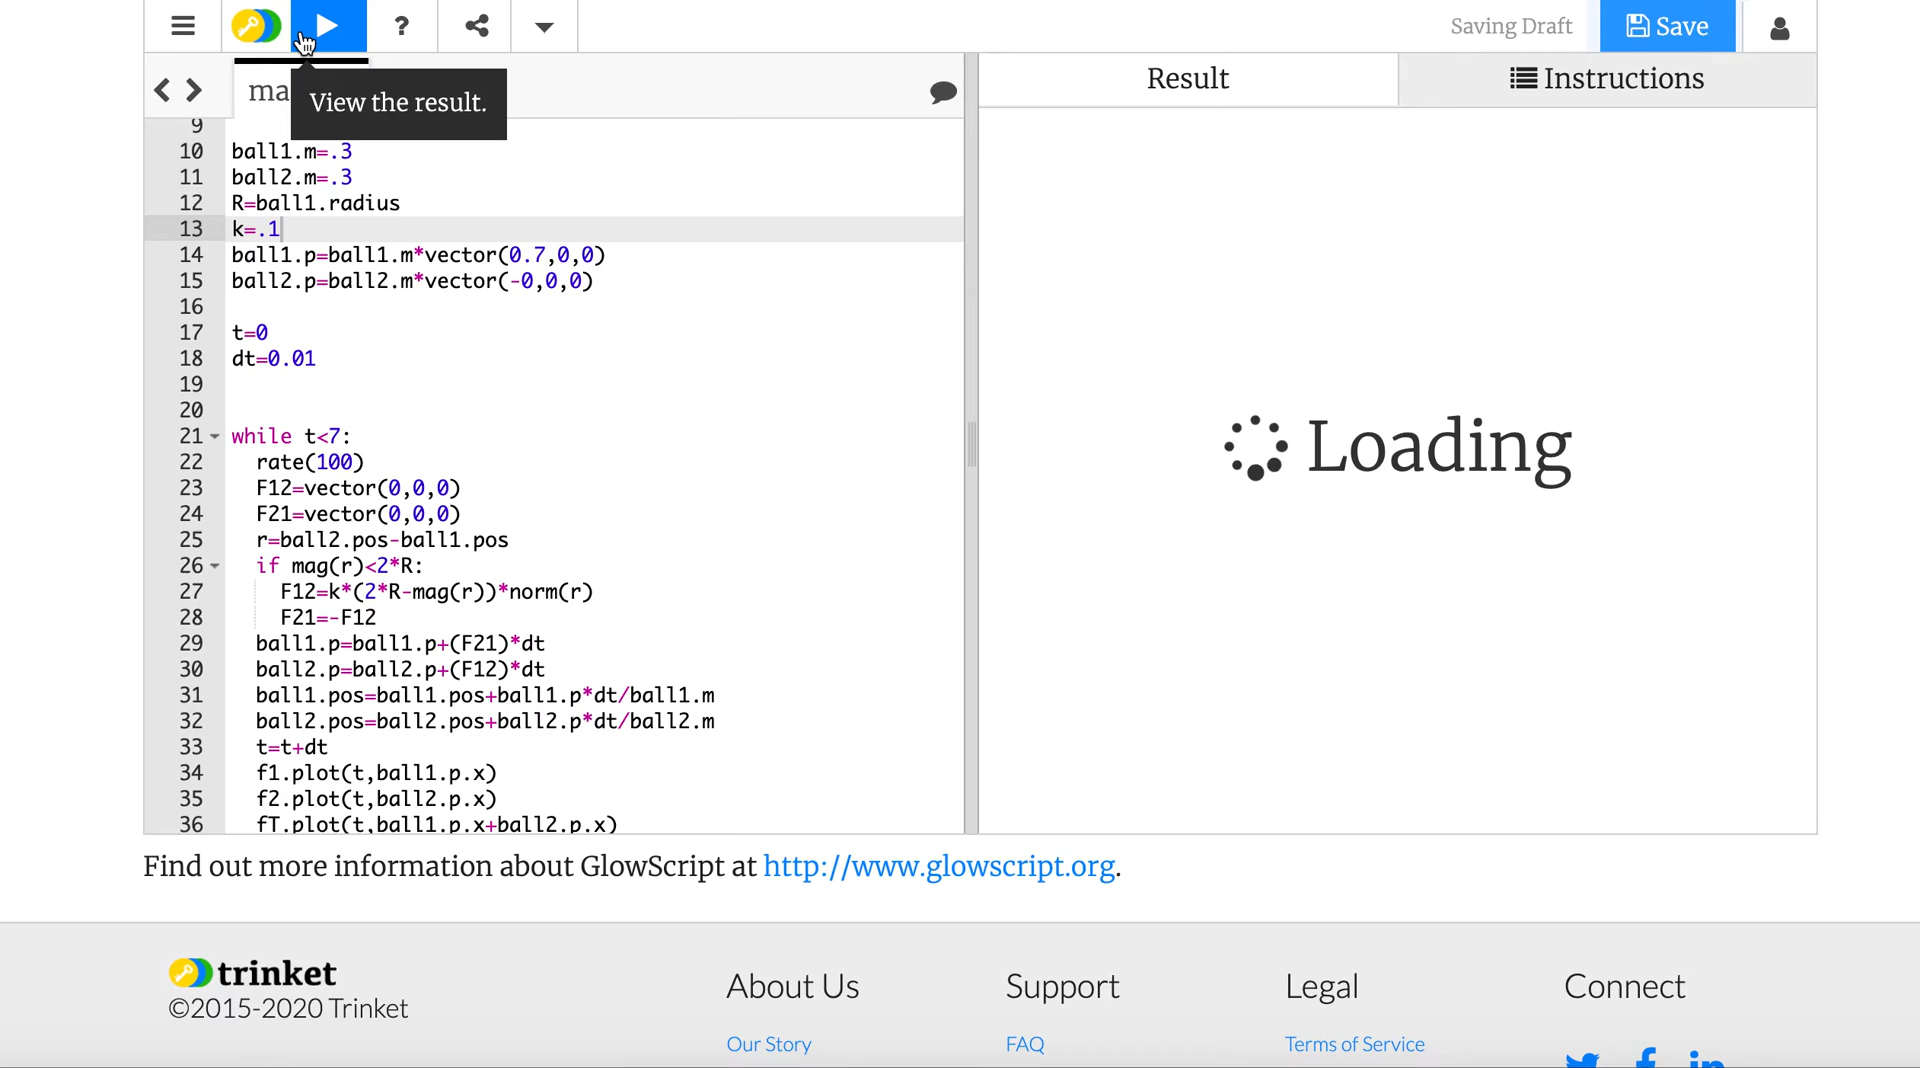 ? Saving Draft Save
ma
View the result.
Result Instructions
9
10 ball1.m=.3
11 ball2.m=.3
12 R=ball1.radius
13 k=.1
14 ball1.p=ball1.m*vector(0.7,0,0)
15 ball2.p=ball2.m*vector(-0,0,0)
16
17 t=0
18 dt=0.01
19
20
21 while t<7:
22 rate(100)
23 F12=vector(0,0,0)
24 F21=vector(0,0,0)
25 r=ball2.pos-ball1.pos
26 if mag(r)<2*R:
27 F12=k*(2*R-mag(r))*norm(r)
28 F21=-F12
29 ball1.p=ball1.p+(F21)*dt
30 ball2.p=ball2.p+(F12)*dt
31 ball1.pos=ball1.pos+ball1.p*dt/ball1.m
32 ball2.pos=ball2.pos+ball2.p*dt/ball2.m
33 t=t+dt
34 f1.plot(t,ball1.p.x)
35 f2.plot(t,ball2.p.x)
36 fT.plot(t,ball1.p.x+ball2.p.x)
Loading
Find out more information about GlowScript at http://www.glowscript.org.
trinket
©2015-2020 Trinket
About Us
Our Story
Support
FAQ
Legal
Terms of Service
Connect